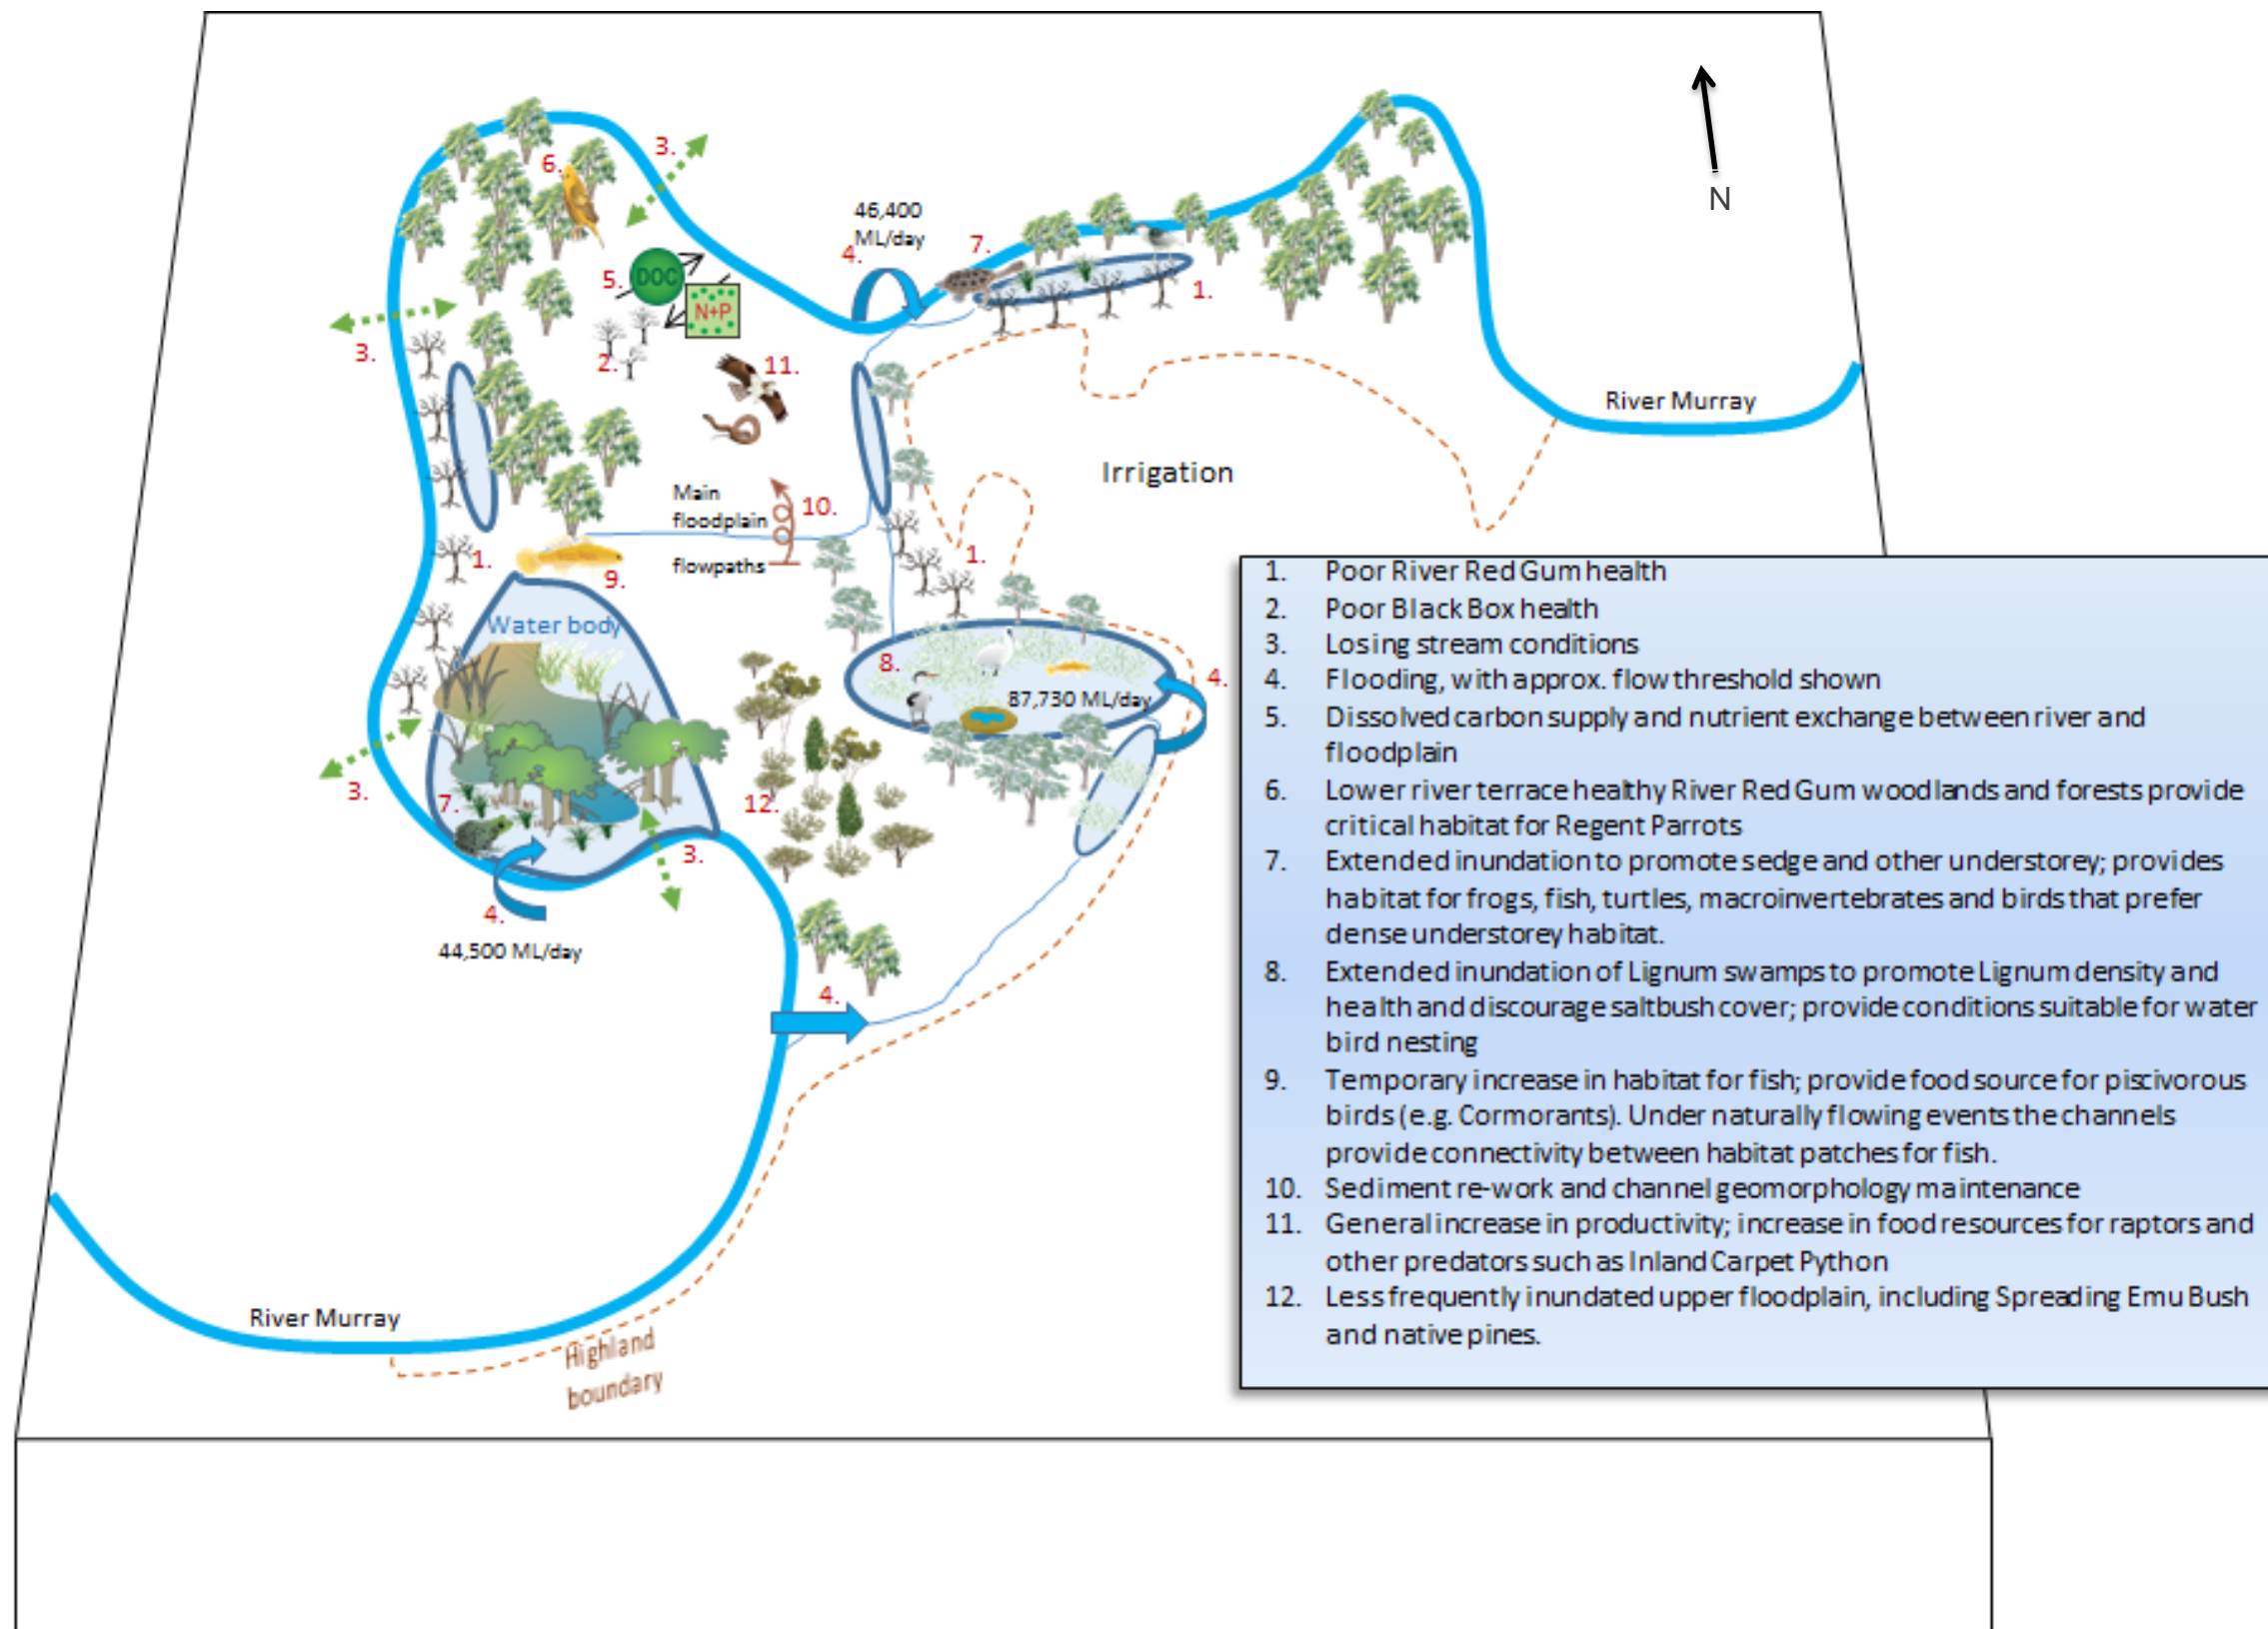 N
3.
6.
46,400
ML/day
4.
7.
5.
DOC
N+P
1.
3.
2.
11.
River Murray
Irrigation
Main
floodplain
10.
flowpaths
1.
9.
1.
Water body
8.
4.
87,730 ML/day
3.
7.
12.
3.
4.
44,500 ML/day
4.
River Murray
Highland
boundary
1. Poor River Red Gum health
2. Poor Black Box health
3. Losing stream conditions
4. Flooding, with approx. flow threshold shown
5. Dissolved carbon supply and nutrient exchange between river and
floodplain
6. Lower river terrace healthy River Red Gum woodlands and forests provide
critical habitat for Regent Parrots
7. Extended inundation to promote sedge and other understorey; provides
habitat for frogs, fish, turtles, macroinvertebrates and birds that prefer
dense understorey habitat.
8. Extended inundation of Lignum swamps to promote Lignum density and
health and discourage saltbush cover; provide conditions suitable for water
bird nesting
9. Temporary increase in habitat for fish; provide food source for piscivorous
birds (e.g. Cormorants). Under naturally flowing events the channels
provide connectivity between habitat patches for fish.
10. Sediment re-work and channel geomorphology maintenance
11. General increase in productivity; increase in food resources for raptors and
other predators such as Inland Carpet Python
12. Less frequently inundated upper floodplain, including Spreading Emu Bush
and native pines.